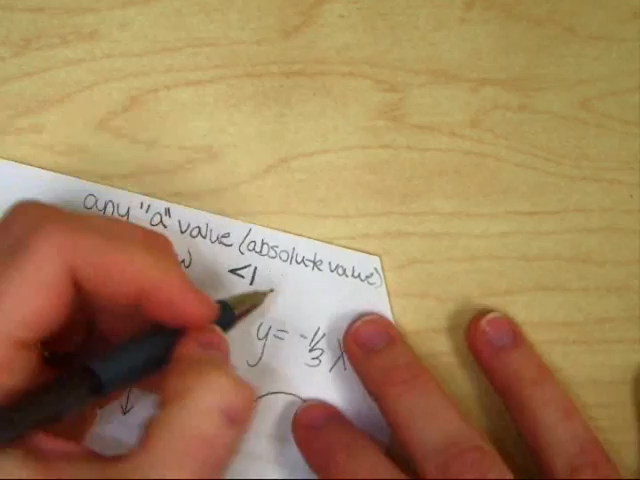 any "a" value (absolute value)
<1
y = -1/3